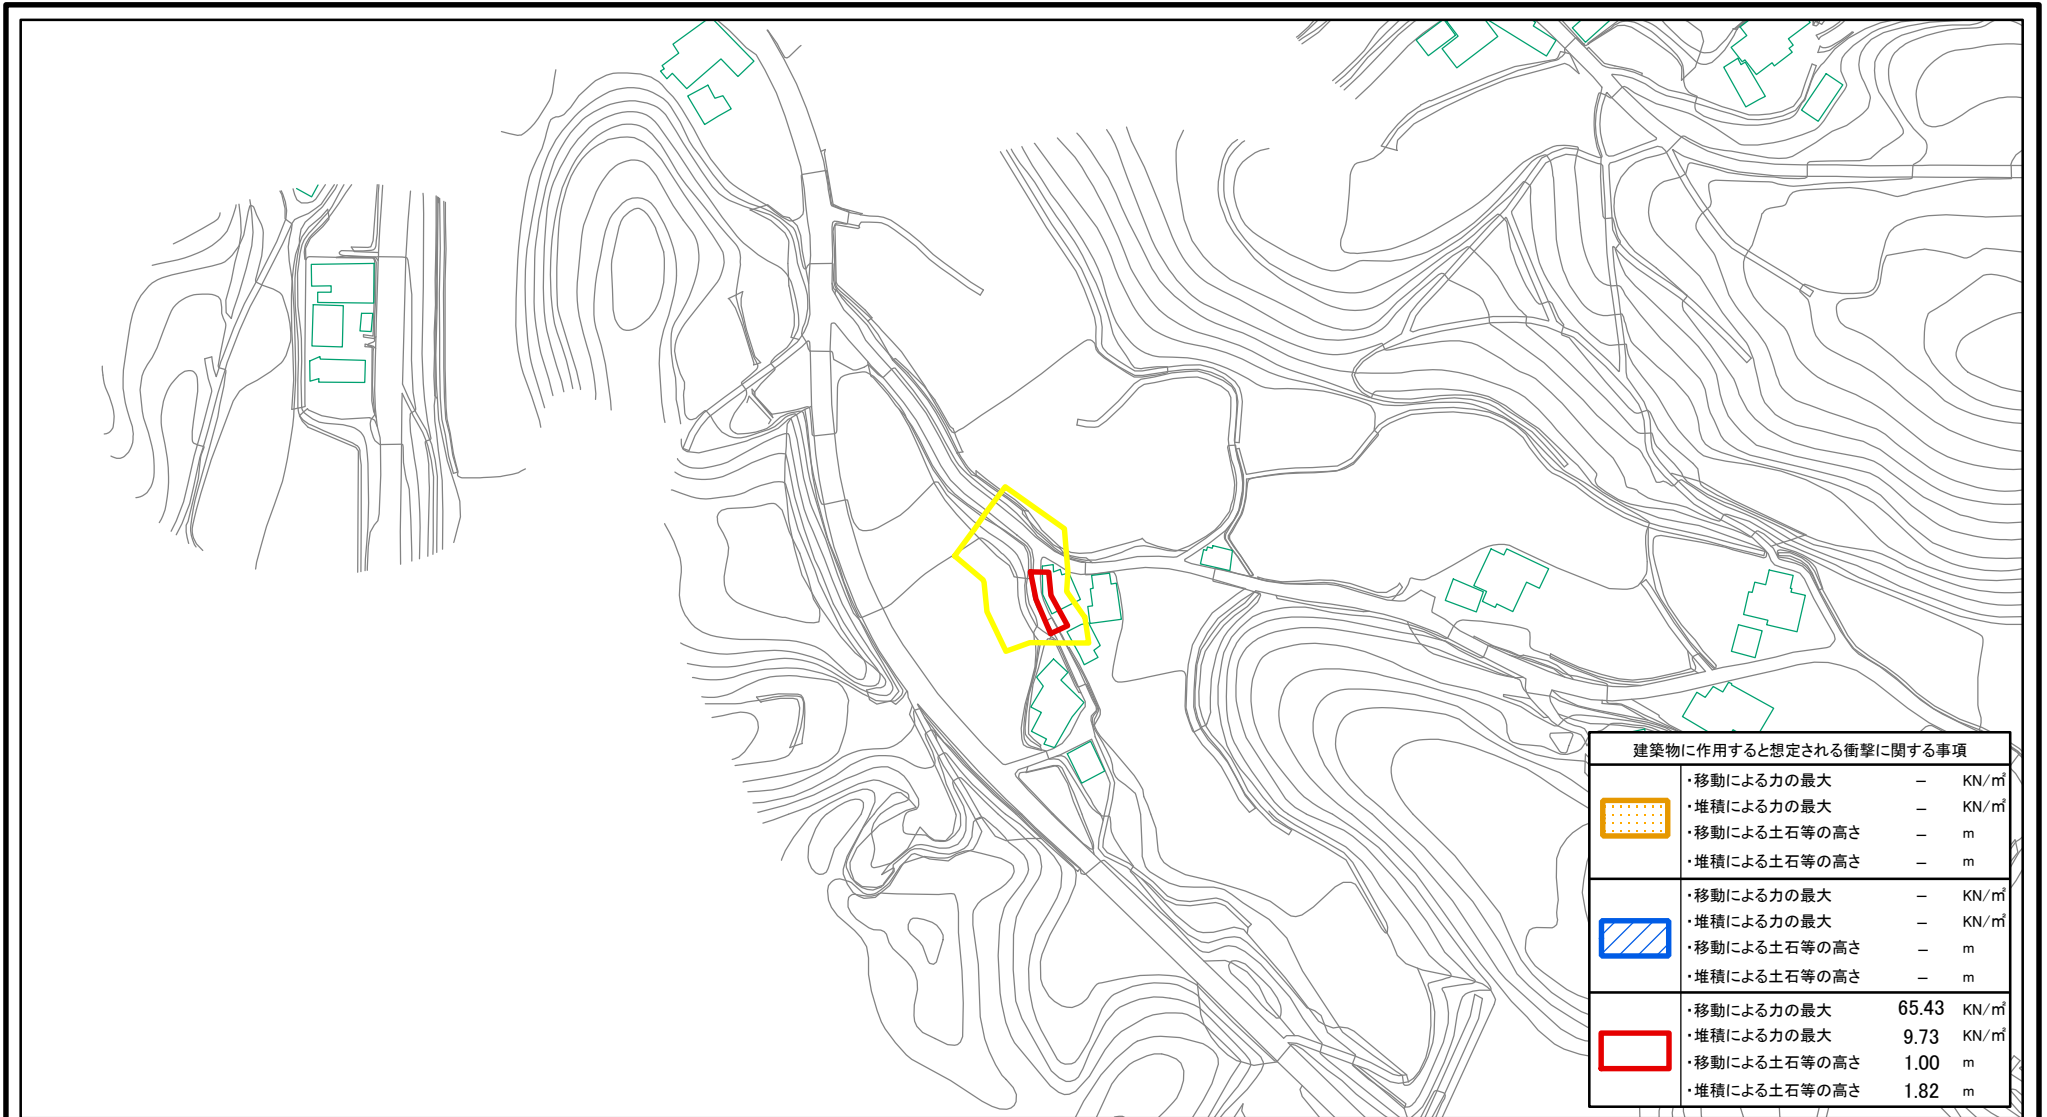 建築物に作用すると想定される衝撃に関する事項
・移動による力の最大 － KN/㎡
・堆積による力の最大 － KN/㎡
・移動による土石等の高さ － m
・堆積による土石等の高さ － m
・移動による力の最大 － KN/㎡
・堆積による力の最大 － KN/㎡
・移動による土石等の高さ － m
・堆積による土石等の高さ － m
・移動による力の最大 65.43 KN/㎡
・堆積による力の最大 9.73 KN/㎡
・移動による土石等の高さ 1.00 m
・堆積による土石等の高さ 1.82 m